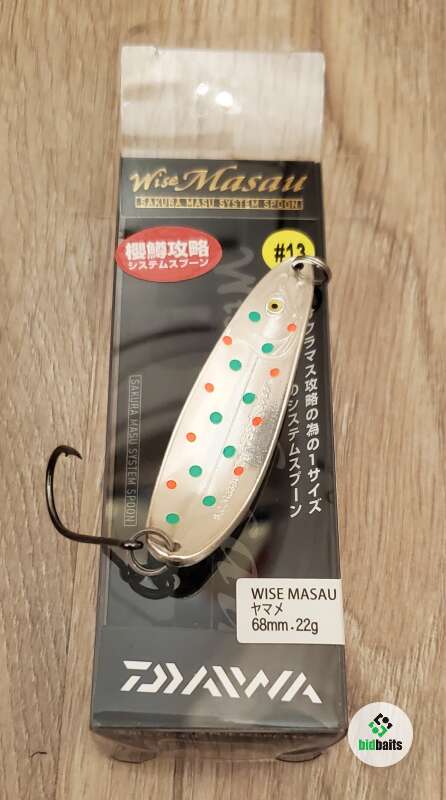 Wise Masau
SAKURA MASU SYSTEM SPOON
櫻鱒攻略
システムスプーン
#13
クラマス攻略の為の1サイズ
のシステムスプーン
SAKURA MASU SYSTEM SPOON
WISE MASAU
ヤマメ
68mm.22g
DAIWA
bidbaits